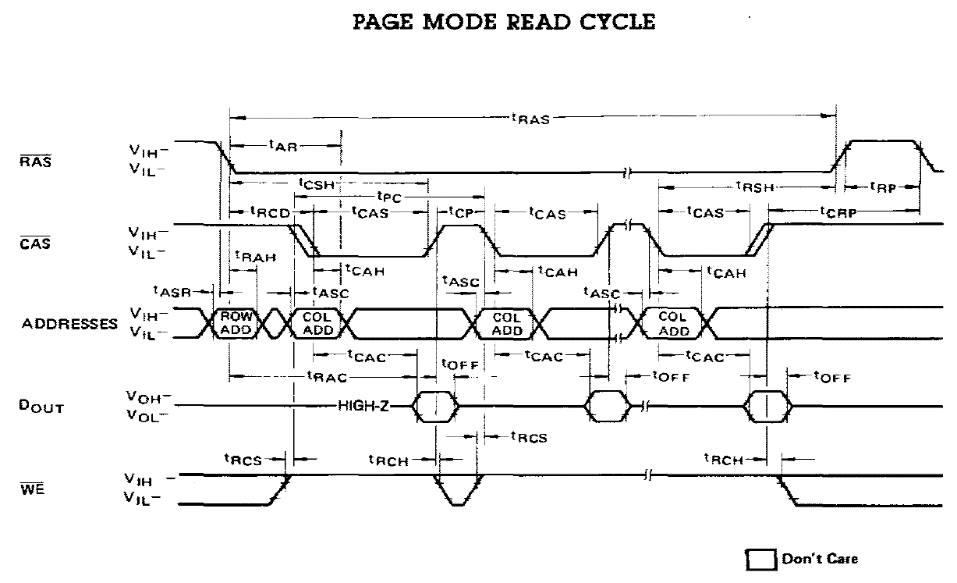 PAGE MODE READ CYCLE
tRAS
tAR
RAS VIH– VIL–
tCSH tRSH tRP
tPC
tRCD tCAS tCP tCAS tCAS tCRP
CAS VIH– VIL–
tRAH tCAH tCAH tCAH
tASR tASC tASC tASC
ADDRESSES VIH– VIL– ROW ADD COL ADD COL ADD COL ADD
tCAC tCAC tCAC
tRAC tOFF tOFF tOFF
DOUT VOH– VOL– HIGH-Z
tRCS
tRCS tRCH tRCH
WE VIH – VIL–
Don't Care